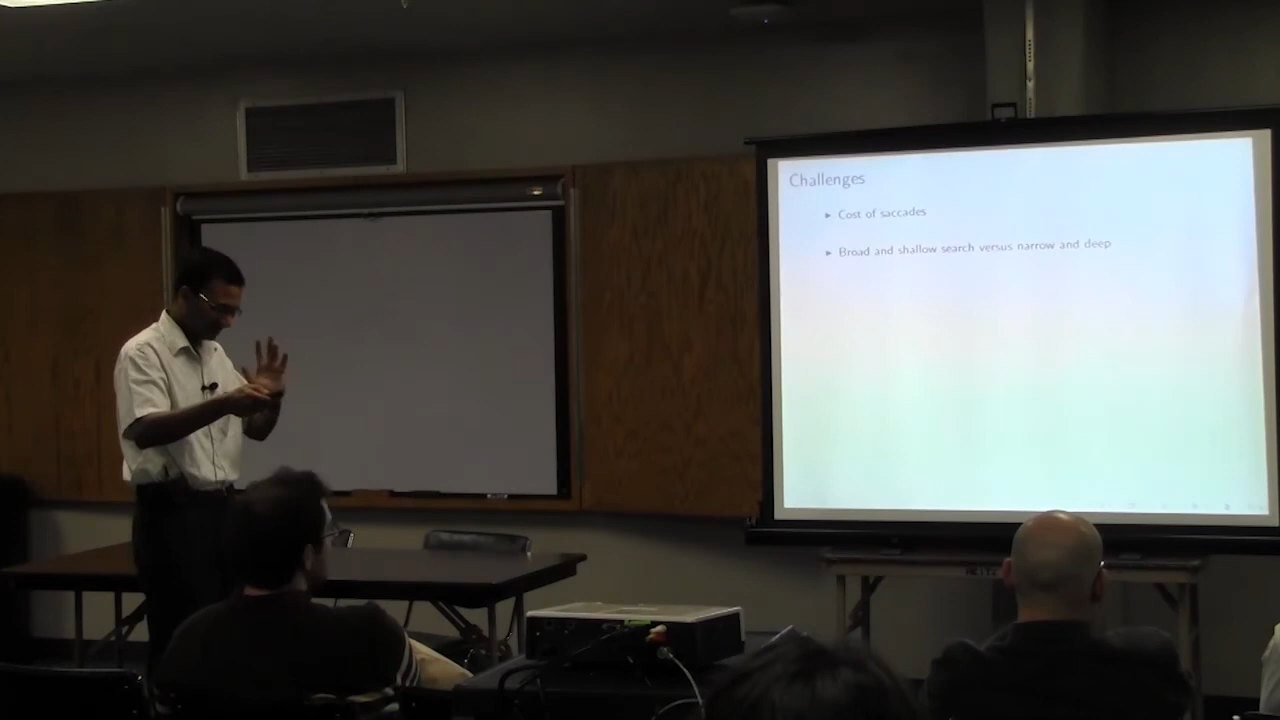 Challenges
Cost of saccades
Broad and shallow search versus narrow and deep